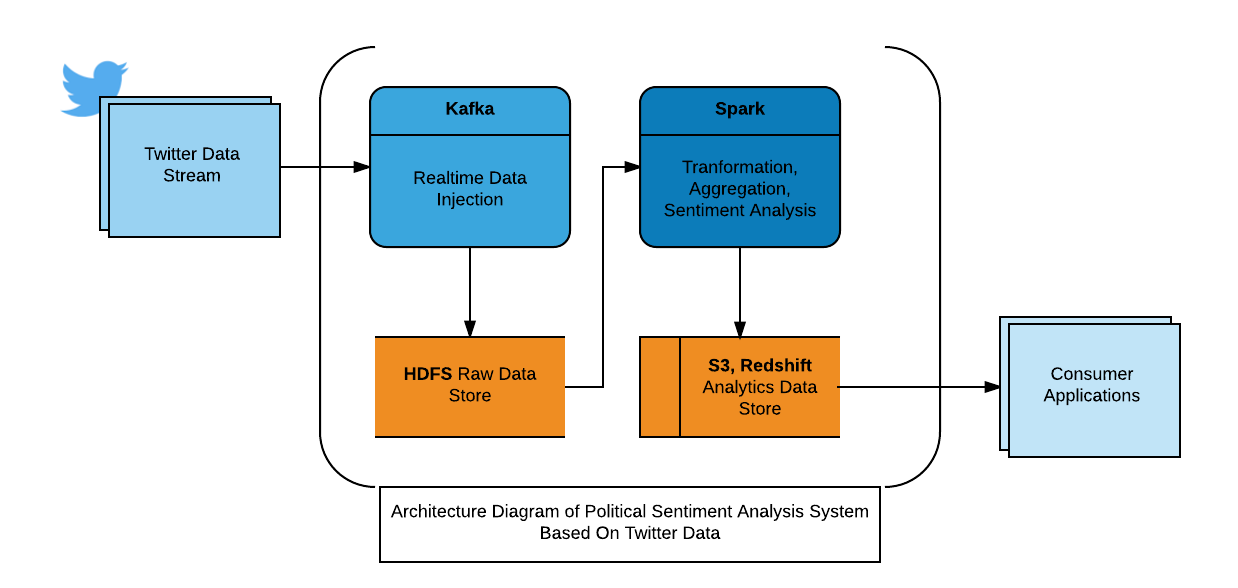 Twitter Data
Stream
Kafka
Realtime Data
Injection
Spark
Tranformation,
Aggregation,
Sentiment Analysis
HDFS Raw Data
Store
S3, Redshift
Analytics Data
Store
Consumer
Applications
Architecture Diagram of Political Sentiment Analysis System
Based On Twitter Data